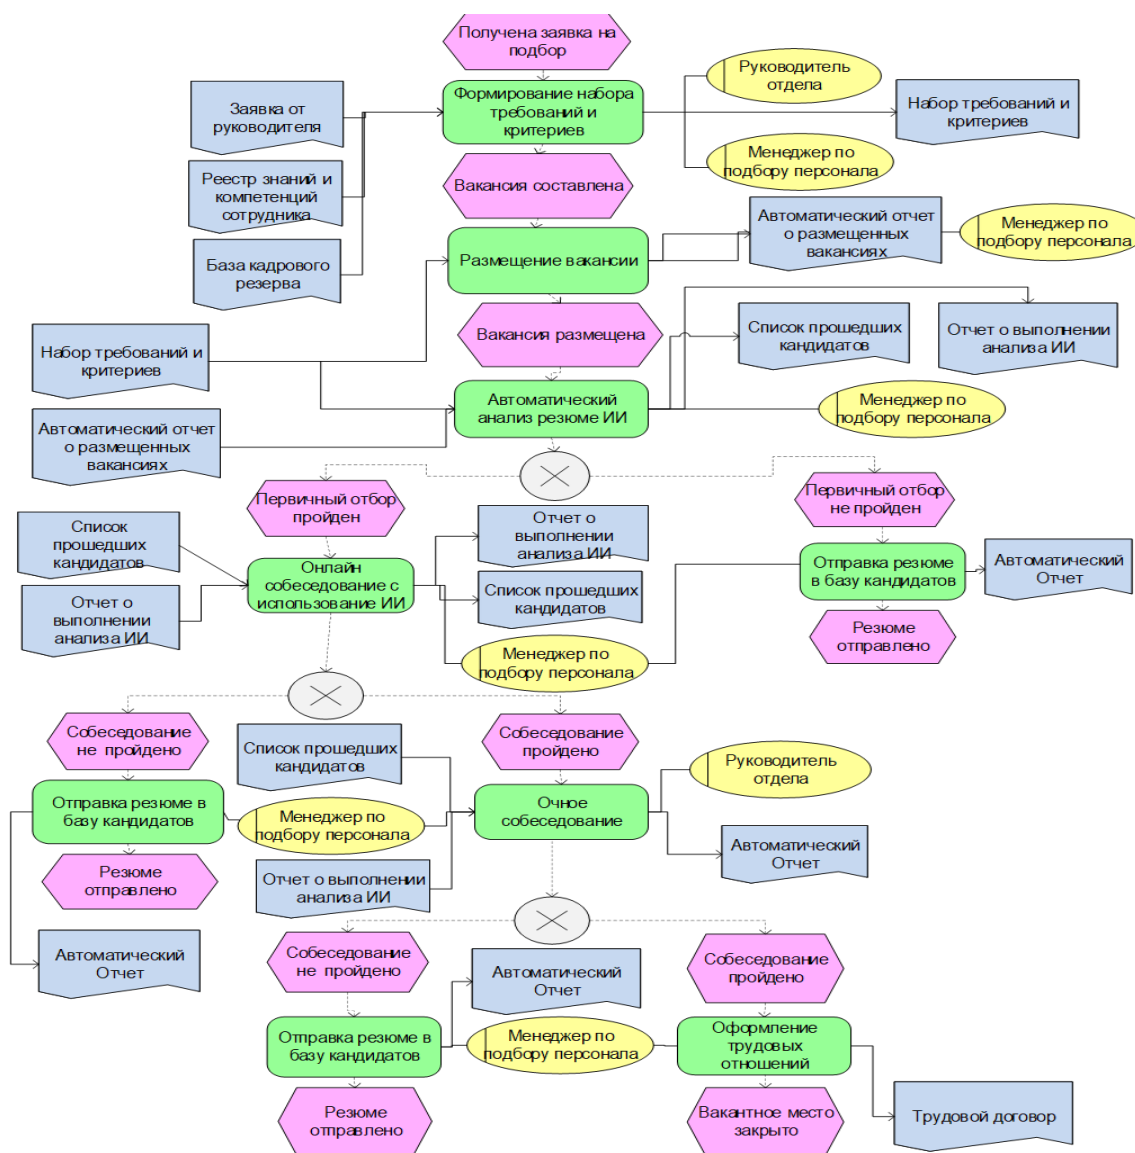 Получена заявка на
подбор
Руководитель
отдела
Заявка от
руководителя
Формирование набора
требований и
критериев
Набор требований и
критериев
Менеджер по
подбору персонала
Реестр знаний и
компетенций
сотрудника
Вакансия составлена
Автоматический отчет
о размещенных
вакансиях
Менеджер по
подбору персонала
База кадрового
резерва
Размещение вакансии
Набор требований и
критериев
Вакансия размещена
Список прошедших
кандидатов
Отчет о выполнении
анализа ИИ
Автоматический отчет
о размещенных
вакансиях
Автоматический
анализ резюме ИИ
Менеджер по
подбору персонала
Первичный отбор
пройден
Первичный отбор
не пройден
Список
прошедших
кандидатов
Отчет о
выполнении
анализа ИИ
Онлайн
собеседование с
использование ИИ
Отправка резюме
в базу кандидатов
Автоматический
Отчет
Отчет о
выполнении
анализа ИИ
Список прошедших
кандидатов
Резюме
отправлено
Менеджер по
подбору персонала
Собеседование
не пройдено
Список прошедших
кандидатов
Собеседование
пройдено
Руководитель
отдела
Отправка резюме в
базу кандидатов
Менеджер по
подбору персонала
Очное
собеседование
Автоматический
Отчет
Резюме
отправлено
Отчет о выполнении
анализа ИИ
Автоматический
Отчет
Собеседование
не пройдено
Автоматический
Отчет
Собеседование
пройдено
Отправка резюме в
базу кандидатов
Менеджер по
подбору персонала
Оформление
трудовых
отношений
Резюме
отправлено
Вакантное место
закрыто
Трудовой договор